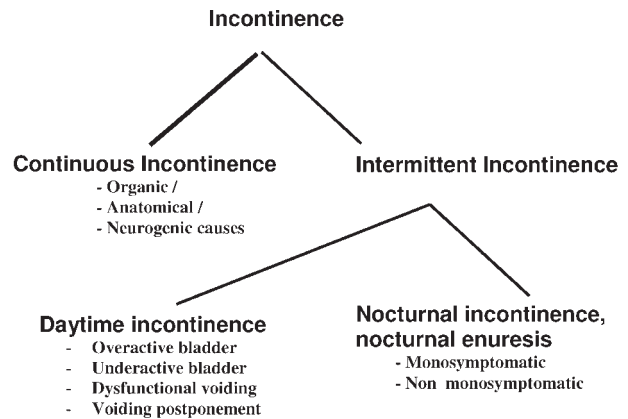 Incontinence
Continuous Incontinence
- Organic /
- Anatomical /
- Neurogenic causes
Intermittent Incontinence
Daytime incontinence
- Overactive bladder
- Underactive bladder
- Dysfunctional voiding
- Voiding postponement
Nocturnal incontinence,
nocturnal enuresis
- Monosymptomatic
- Non monosymptomatic